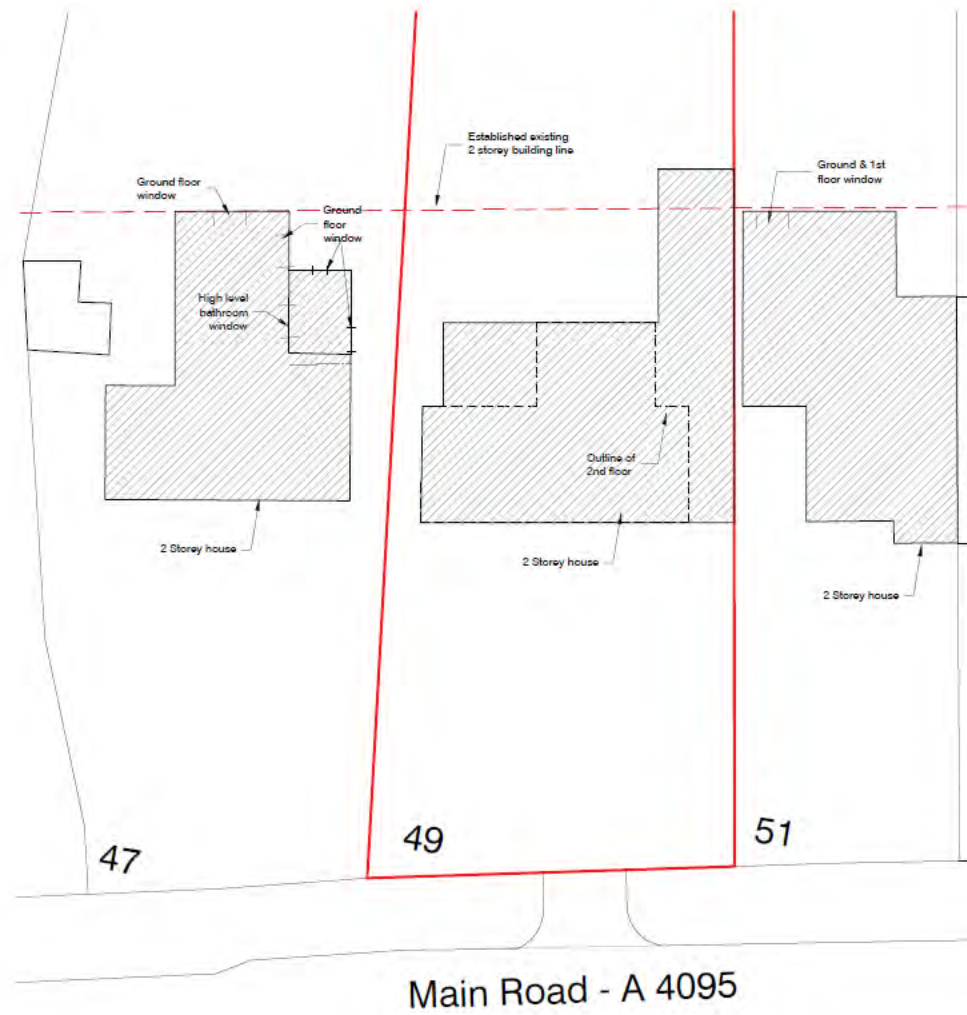 Established existing
2 storey building line
Ground & 1st
floor window
Ground floor
window
Ground
floor
window
High level
bathroom
window
Outline of
2nd floor
2 Storey house
2 Storey house
2 Storey house
47
49
51
Main Road - A 4095